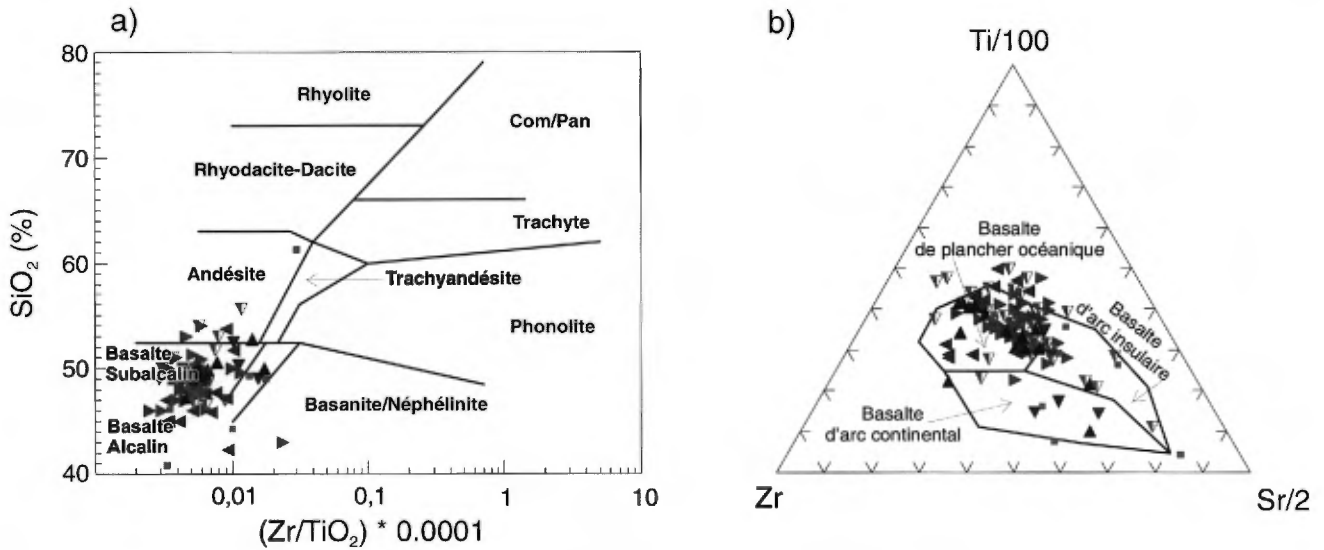 a)
80
70
60
50
40
SiO2 (%)
Rhyolite
Com/Pan
Rhyodacite-Dacite
Trachyte
Andésite
Trachyandésite
Phonolite
Basalte
Subalcalin
Basanite/Néphélinite
Basalte
Alcalin
0,01
0,1
1
10
(Zr/TiO2) * 0.0001
b)
Ti/100
Basalte
de plancher océanique
Basalte
d'arc insulaire
Basalte
d'arc continental
Zr
Sr/2